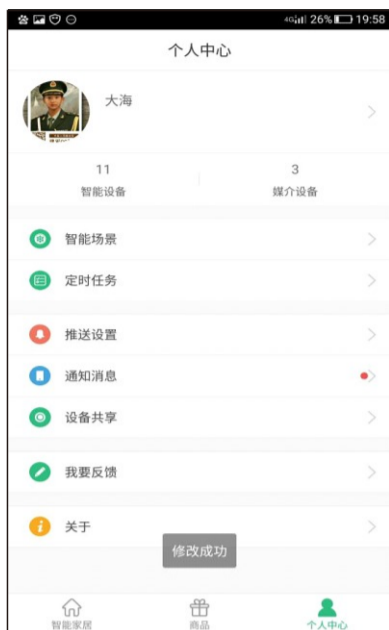 4G 26% 19:58
个人中心
大海
11 3
智能设备 媒介设备
智能场景
定时任务
推送设置
通知消息
设备共享
我要反馈
关于
修改成功
智能家居 商品 个人中心